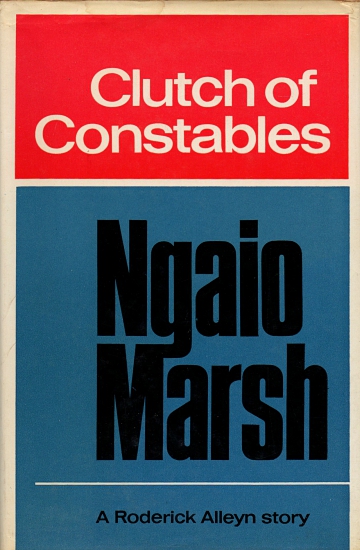 Clutch of
Constables
Ngaio
Marsh
A Roderick Alleyn story